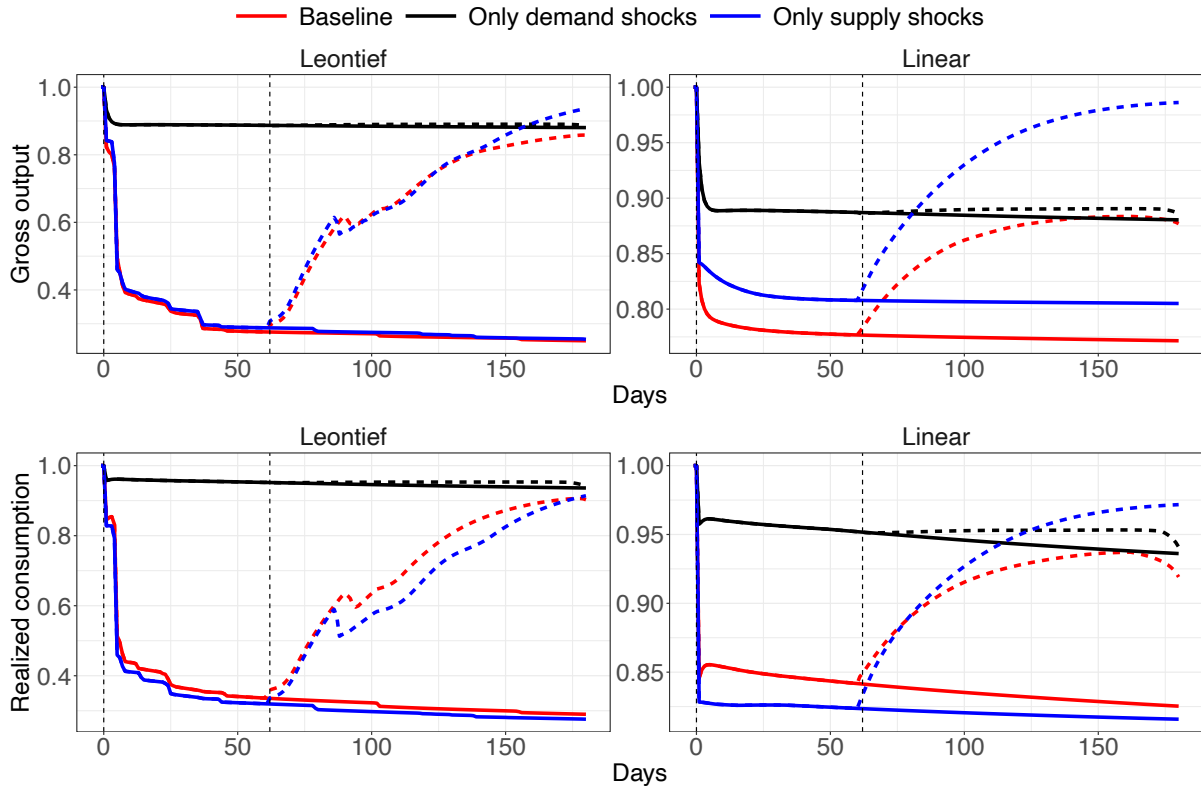 Baseline Only demand shocks Only supply shocks
Leontief Linear
Gross output
1.0
0.8
0.6
0.4
0 50 100 150
1.00
0.95
0.90
0.85
0.80
0 50 100 150
Days
Leontief Linear
Realized consumption
1.0
0.8
0.6
0.4
0 50 100 150
1.00
0.95
0.90
0.85
0 50 100 150
Days